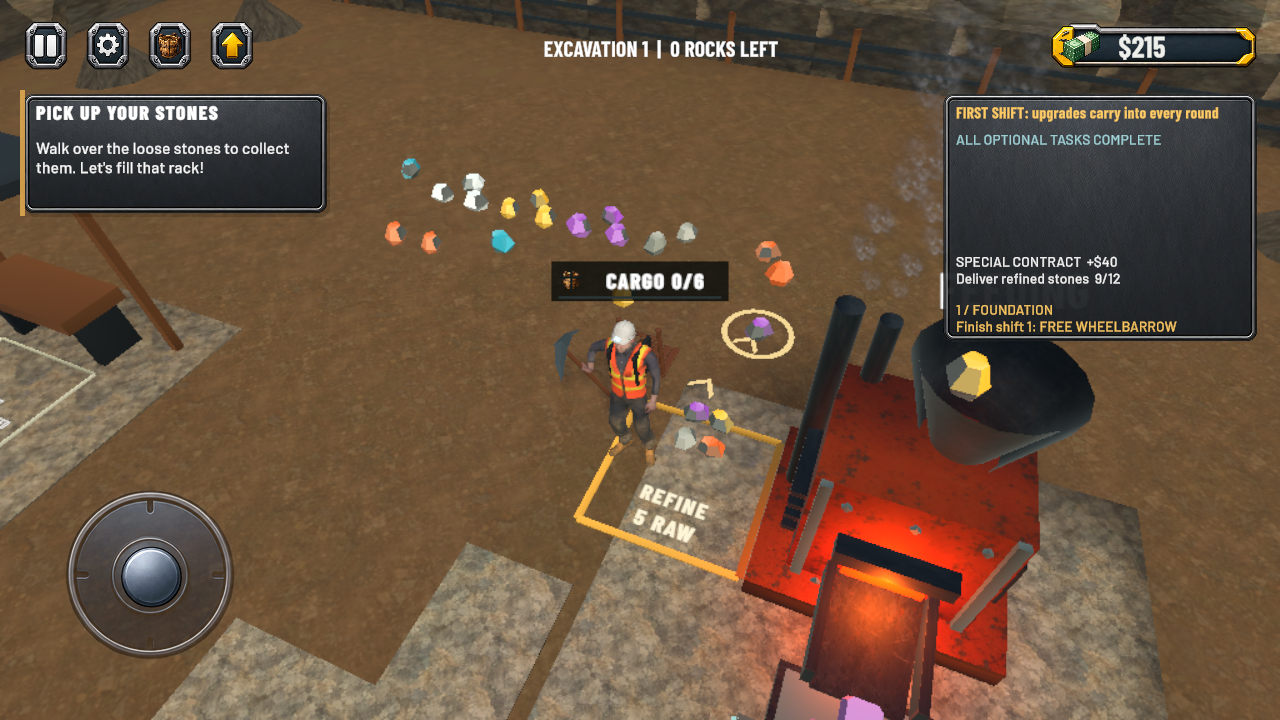 EXCAVATION 1 | 0 ROCKS LEFT
$215
PICK UP YOUR STONES
Walk over the loose stones to collect
them. Let's fill that rack!
FIRST SHIFT: upgrades carry into every round
ALL OPTIONAL TASKS COMPLETE
SPECIAL CONTRACT +$40
Deliver refined stones 9/12
1 / FOUNDATION
Finish shift 1: FREE WHEELBARROW
CARGO 0/6
REFINE
5 RAW